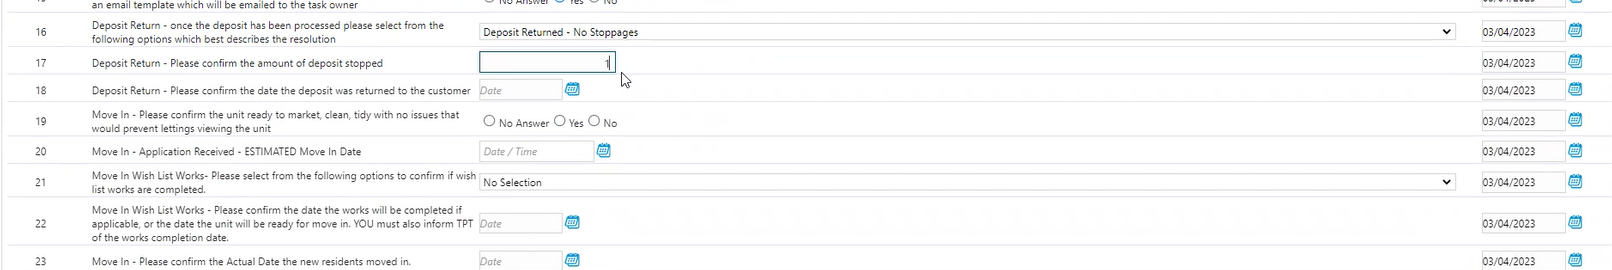 an email template which will be emailed to the task owner No Answer Yes No 03/04/2023
16 Deposit Return - once the deposit has been processed please select from the following options which best describes the resolution Deposit Returned - No Stoppages 03/04/2023
17 Deposit Return - Please confirm the amount of deposit stopped 1 03/04/2023
18 Deposit Return - Please confirm the date the deposit was returned to the customer Date 03/04/2023
19 Move In - Please confirm the unit ready to market, clean, tidy with no issues that would prevent lettings viewing the unit No Answer Yes No 03/04/2023
20 Move In - Application Received - ESTIMATED Move In Date Date / Time 03/04/2023
21 Move In Wish List Works- Please select from the following options to confirm if wish list works are completed. No Selection 03/04/2023
22 Move In Wish List Works - Please confirm the date the works will be completed if applicable, or the date the unit will be ready for move in. YOU must also inform TPT of the works completion date. Date 03/04/2023
23 Move In - Please confirm the Actual Date the new residents moved in. Date 03/04/2023